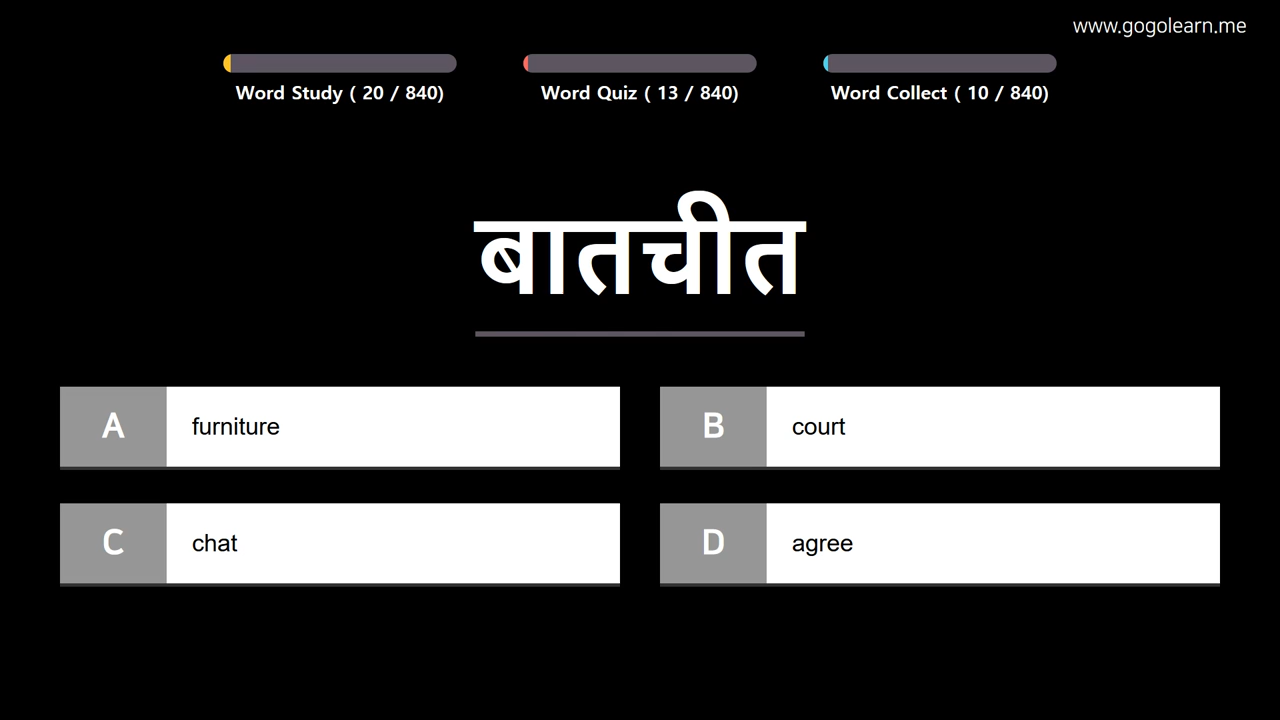 www.gogolearn.me
Word Study ( 20 / 840)
Word Quiz ( 13 / 840)
Word Collect ( 10 / 840)
बातचीत
A furniture
B court
C chat
D agree